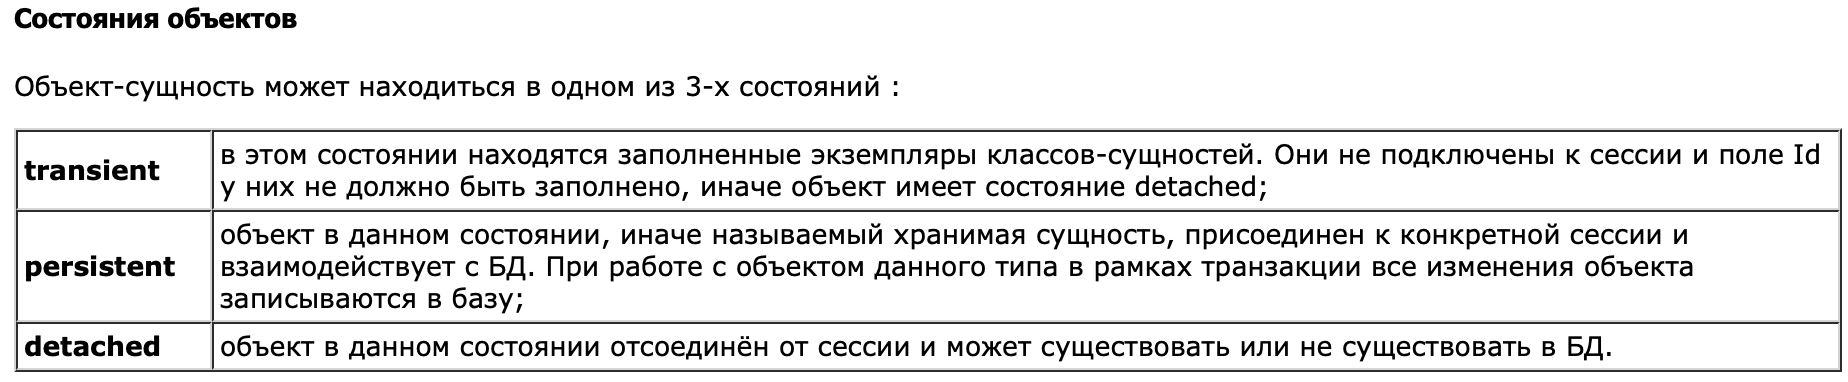 Состояния объектов
Объект-сущность может находиться в одном из 3-х состояний :
transient
в этом состоянии находятся заполненные экземпляры классов-сущностей. Они не подключены к сессии и поле Id
у них не должно быть заполнено, иначе объект имеет состояние detached;
persistent
объект в данном состоянии, иначе называемый хранимая сущность, присоединен к конкретной сессии и
взаимодействует с БД. При работе с объектом данного типа в рамках транзакции все изменения объекта
записываются в базу;
detached
объект в данном состоянии отсоединён от сессии и может существовать или не существовать в БД.